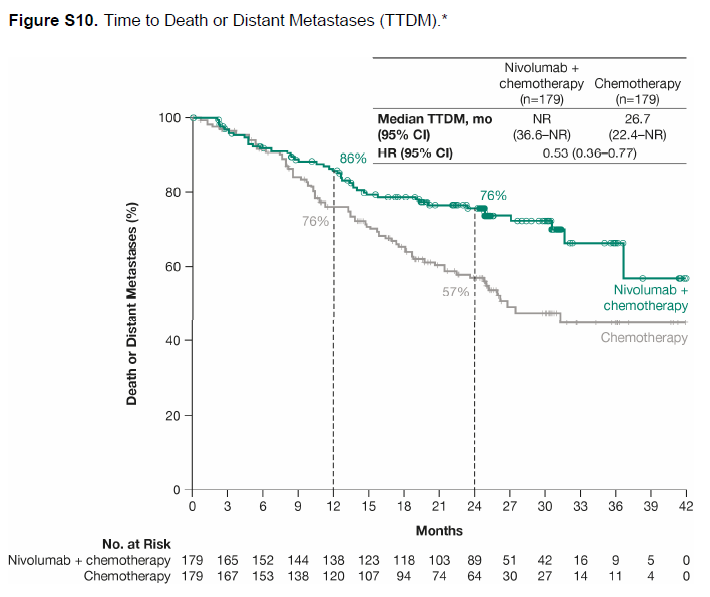 Figure S10. Time to Death or Distant Metastases (TTDM).*
Nivolumab +
chemotherapy Chemotherapy
(n=179) (n=179)
Median TTDM, mo NR 26.7
(95% CI) (36.6–NR) (22.4–NR)
HR (95% CI) 0.53 (0.36–0.77)
Death or Distant Metastases (%)
100
80
60
40
20
0
86%
76%
76%
57%
Nivolumab +
chemotherapy
Chemotherapy
0 3 6 9 12 15 18 21 24 27 30 33 36 39 42
Months
No. at Risk
Nivolumab + chemotherapy 179 165 152 144 138 123 118 103 89 51 42 16 9 5 0
Chemotherapy 179 167 153 138 120 107 94 74 64 30 27 14 11 4 0